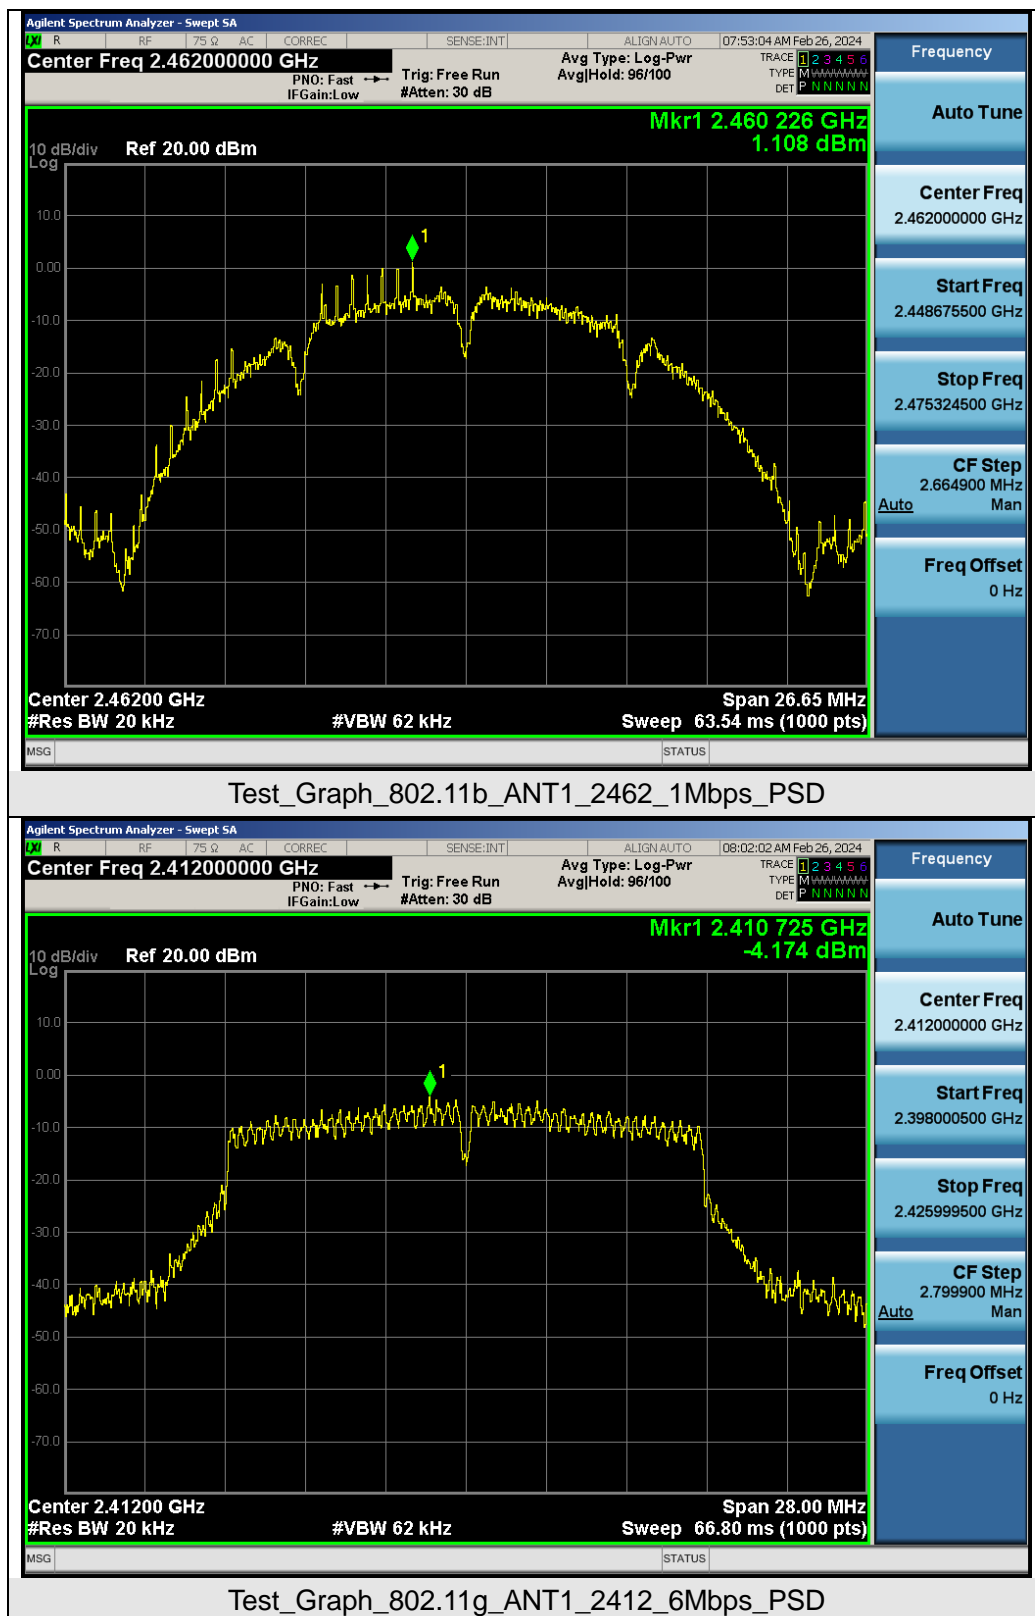 Agilent Spectrum Analyzer - Swept SA
LXI R RF 75 Ω AC CORREC SENSE:INT ALIGN AUTO 07:53:04 AM Feb 26, 2024
Center Freq 2.462000000 GHz
PNO: Fast
IFGain:Low
Trig: Free Run
#Atten: 30 dB
Avg Type: Log-Pwr
Avg|Hold: 96/100
TRACE 1 2 3 4 5 6
TYPE M
DET P N N N N N
Mkr1 2.460 226 GHz
1.108 dBm
10 dB/div Ref 20.00 dBm
Log
10.0
0.00
-10.0
-20.0
-30.0
-40.0
-50.0
-60.0
-70.0
1
Center 2.46200 GHz Span 26.65 MHz
#Res BW 20 kHz #VBW 62 kHz Sweep 63.54 ms (1000 pts)
MSG STATUS
Frequency
Auto Tune
Center Freq
2.462000000 GHz
Start Freq
2.448675500 GHz
Stop Freq
2.475324500 GHz
CF Step
2.664900 MHz
Auto Man
Freq Offset
0 Hz
Test_Graph_802.11b_ANT1_2462_1Mbps_PSD
Agilent Spectrum Analyzer - Swept SA
LXI R RF 75 Ω AC CORREC SENSE:INT ALIGN AUTO 08:02:02 AM Feb 26, 2024
Center Freq 2.412000000 GHz
PNO: Fast
IFGain:Low
Trig: Free Run
#Atten: 30 dB
Avg Type: Log-Pwr
Avg|Hold: 96/100
TRACE 1 2 3 4 5 6
TYPE M
DET P N N N N N
Mkr1 2.410 725 GHz
-4.174 dBm
10 dB/div Ref 20.00 dBm
Log
10.0
0.00
-10.0
-20.0
-30.0
-40.0
-50.0
-60.0
-70.0
1
Center 2.41200 GHz Span 28.00 MHz
#Res BW 20 kHz #VBW 62 kHz Sweep 66.80 ms (1000 pts)
MSG STATUS
Frequency
Auto Tune
Center Freq
2.412000000 GHz
Start Freq
2.398000500 GHz
Stop Freq
2.425999500 GHz
CF Step
2.799900 MHz
Auto Man
Freq Offset
0 Hz
Test_Graph_802.11g_ANT1_2412_6Mbps_PSD